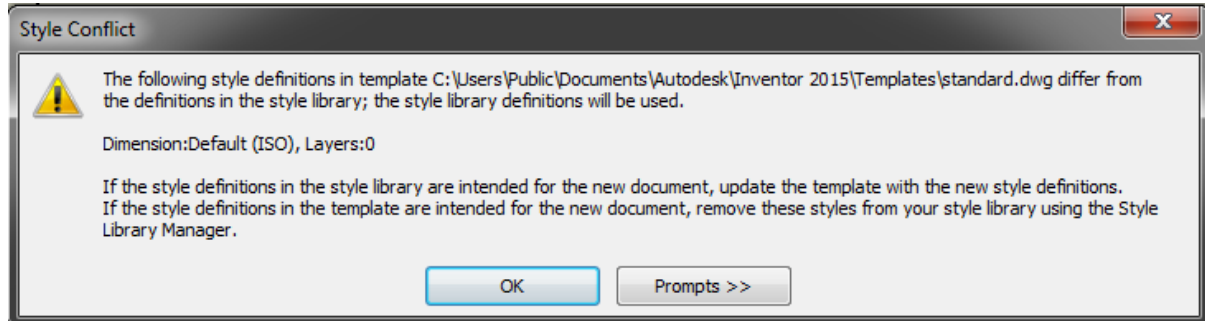 Style Conflict
The following style definitions in template C:\Users\Public\Documents\Autodesk\Inventor 2015\Templates\standard.dwg differ from
the definitions in the style library; the style library definitions will be used.
Dimension:Default (ISO), Layers:0
If the style definitions in the style library are intended for the new document, update the template with the new style definitions.
If the style definitions in the template are intended for the new document, remove these styles from your style library using the Style
Library Manager.
OK
Prompts >>